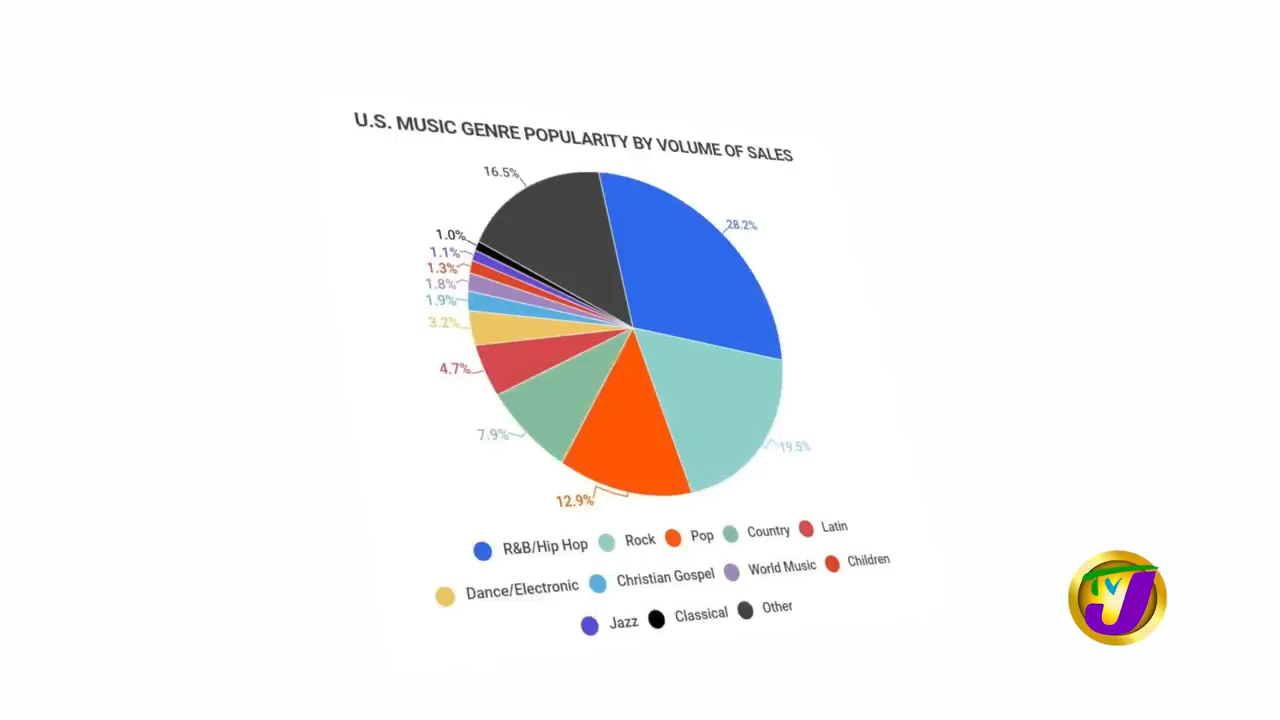 U.S. MUSIC GENRE POPULARITY BY VOLUME OF SALES
16.5%
28.2%
1.0%
1.1%
1.3%
1.8%
1.9%
3.2%
4.7%
7.9%
19.5%
12.9%
R&B/Hip Hop Rock Pop Country Latin
Dance/Electronic Christian Gospel World Music Children
Jazz Classical Other
TVJ